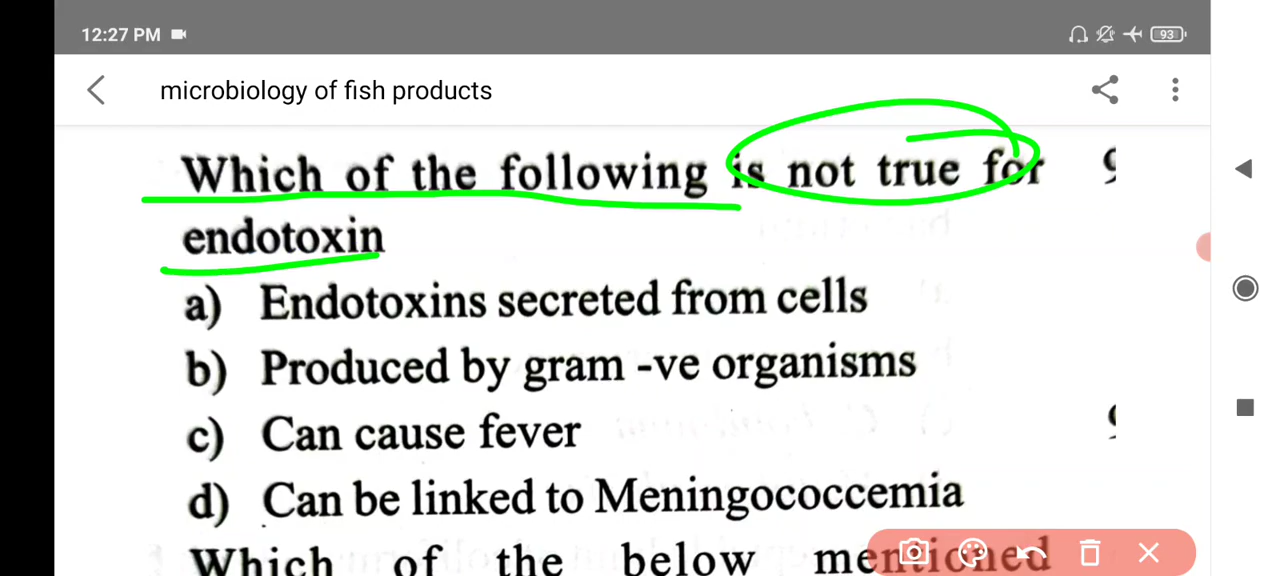 12:27 PM 93
microbiology of fish products
Which of the following is not true for
endotoxin
a) Endotoxins secreted from cells
b) Produced by gram -ve organisms
c) Can cause fever
d) Can be linked to Meningococcemia
Which of the below mentioned